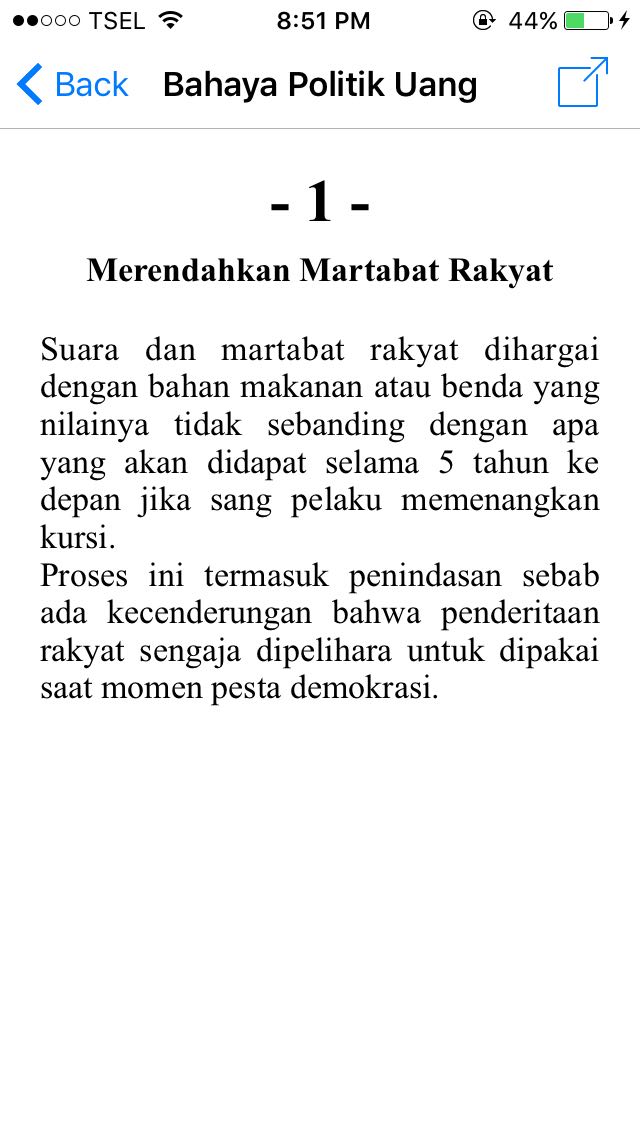 TSEL 8:51 PM 44%
Back Bahaya Politik Uang
- 1 -
Merendahkan Martabat Rakyat
Suara dan martabat rakyat dihargai
dengan bahan makanan atau benda yang
nilainya tidak sebanding dengan apa
yang akan didapat selama 5 tahun ke
depan jika sang pelaku memenangkan
kursi.
Proses ini termasuk penindasan sebab
ada kecenderungan bahwa penderitaan
rakyat sengaja dipelihara untuk dipakai
saat momen pesta demokrasi.